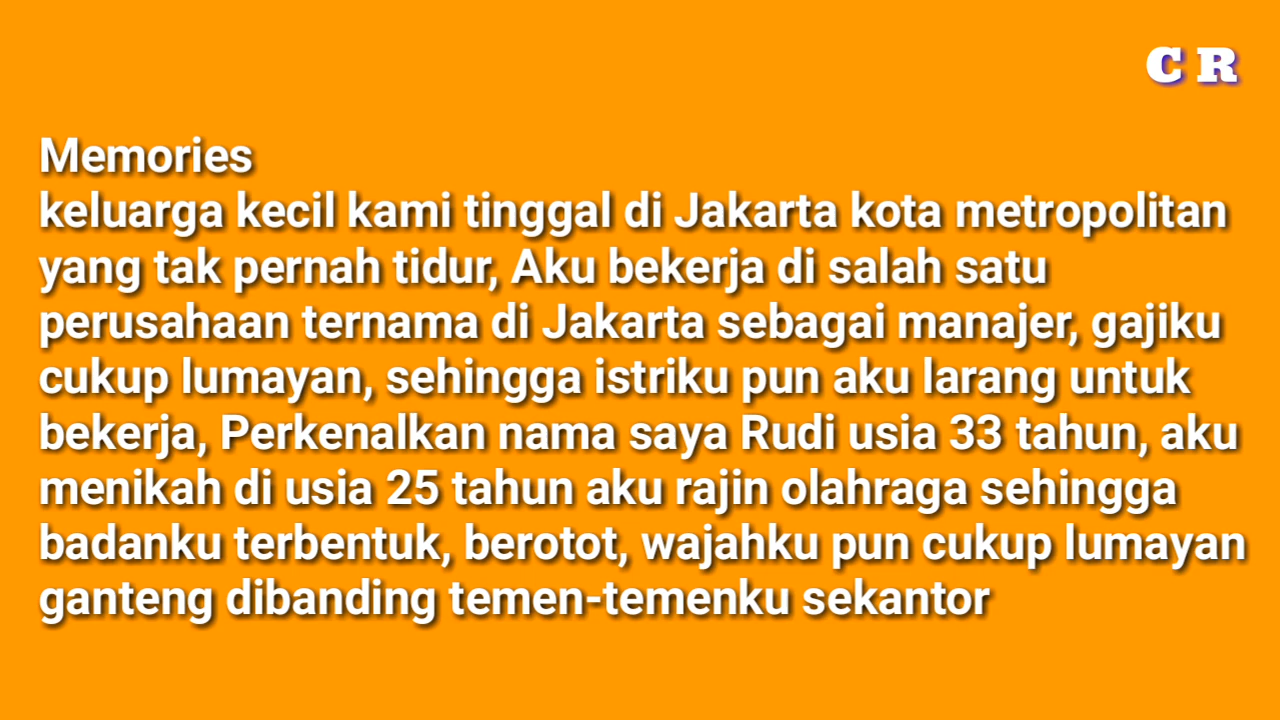 C R
Memories
keluarga kecil kami tinggal di Jakarta kota metropolitan
yang tak pernah tidur, Aku bekerja di salah satu
perusahaan ternama di Jakarta sebagai manajer, gajiku
cukup lumayan, sehingga istriku pun aku larang untuk
bekerja, Perkenalkan nama saya Rudi usia 33 tahun, aku
menikah di usia 25 tahun aku rajin olahraga sehingga
badanku terbentuk, berotot, wajahku pun cukup lumayan
ganteng dibanding temen-temenku sekantor